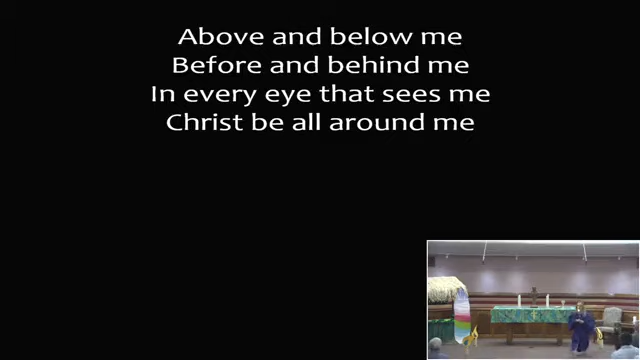 Above and below me
Before and behind me
In every eye that sees me
Christ be all around me